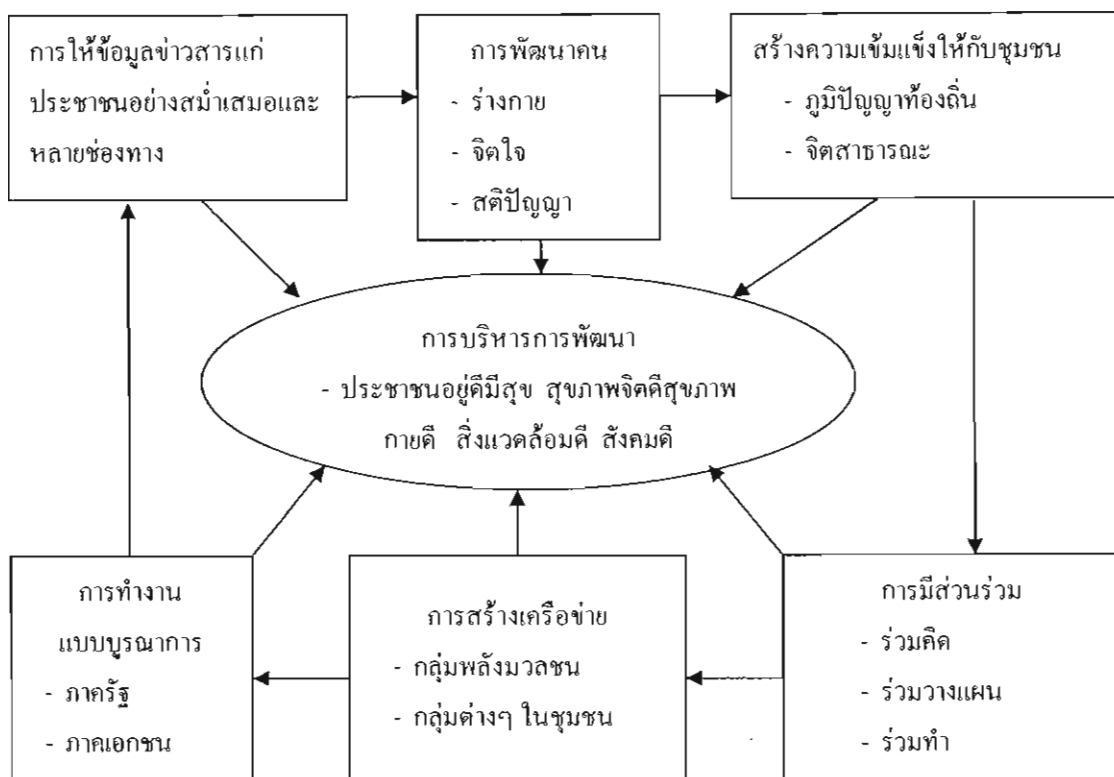 การให้ข้อมูลข่าวสารแก่
ประชาชนอย่างสม่ำเสมอและ
หลายช่องทาง
การพัฒนาคน
- ร่างกาย
- จิตใจ
- สติปัญญา
สร้างความเข้มแข็งให้กับชุมชน
- ภูมิปัญญาท้องถิ่น
- จิตสาธารณะ
การบริหารการพัฒนา
- ประชาชนอยู่ดีมีสุข สุขภาพจิตดีสุขภาพ
กายดี สิ่งแวดล้อมดี สังคมดี
การทำงาน
แบบบูรณาการ
- ภาครัฐ
- ภาคเอกชน
การสร้างเครือข่าย
- กลุ่มพลังมวลชน
- กลุ่มต่างๆ ในชุมชน
การมีส่วนร่วม
- ร่วมคิด
- ร่วมวางแผน
- ร่วมทำ